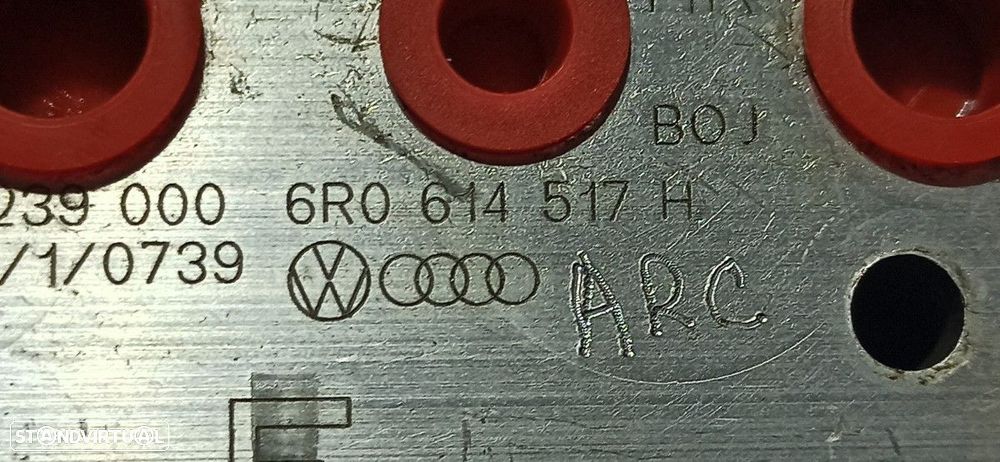 BOJ
239 000 6R0 614 517 H
/1/0739
ARC
STANDVIRTUAL